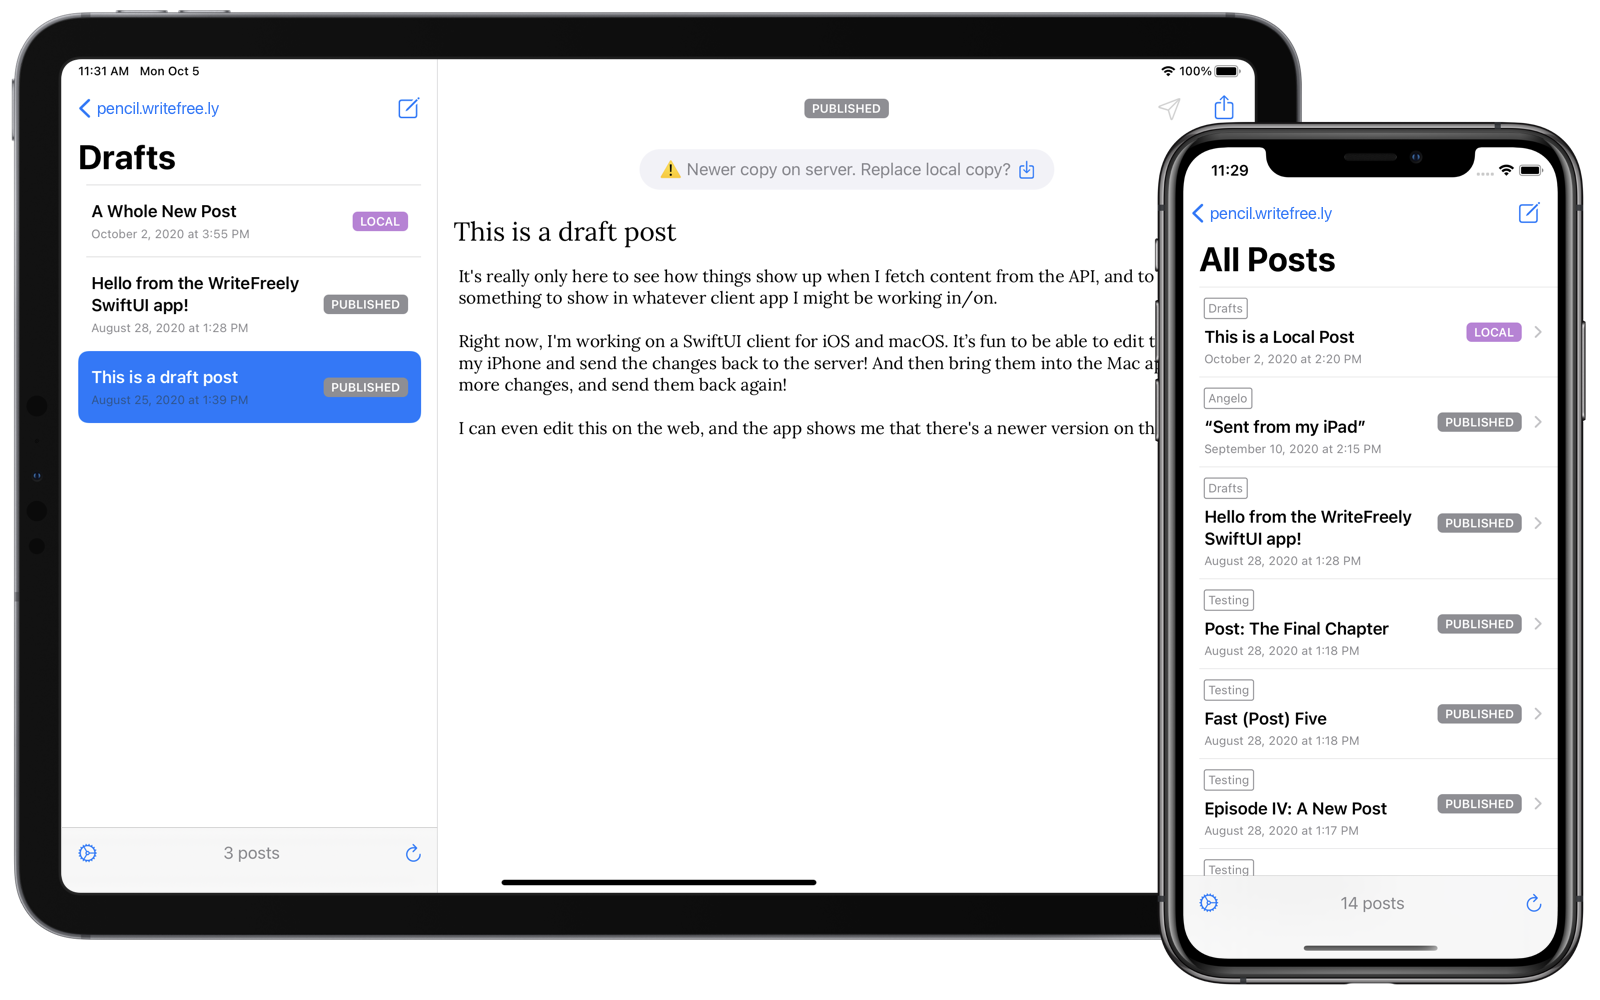 11:31 AM Mon Oct 5
100%
pencil.writefree.ly
Drafts
A Whole New Post
October 2, 2020 at 3:55 PM
LOCAL
Hello from the WriteFreely
SwiftUI app!
August 28, 2020 at 1:28 PM
PUBLISHED
This is a draft post
August 25, 2020 at 1:39 PM
PUBLISHED
3 posts
PUBLISHED
Newer copy on server. Replace local copy?
This is a draft post
It's really only here to see how things show up when I fetch content from the API, and to
something to show in whatever client app I might be working in/on.
Right now, I'm working on a SwiftUI client for iOS and macOS. It's fun to be able to edit t
my iPhone and send the changes back to the server! And then bring them into the Mac a
more changes, and send them back again!
I can even edit this on the web, and the app shows me that there's a newer version on th
11:29
pencil.writefree.ly
All Posts
Drafts
This is a Local Post
October 2, 2020 at 2:20 PM
LOCAL
Angelo
“Sent from my iPad”
September 10, 2020 at 2:15 PM
PUBLISHED
Drafts
Hello from the WriteFreely
SwiftUI app!
August 28, 2020 at 1:28 PM
PUBLISHED
Testing
Post: The Final Chapter
August 28, 2020 at 1:18 PM
PUBLISHED
Testing
Fast (Post) Five
August 28, 2020 at 1:18 PM
PUBLISHED
Testing
Episode IV: A New Post
August 28, 2020 at 1:17 PM
PUBLISHED
Testing
14 posts